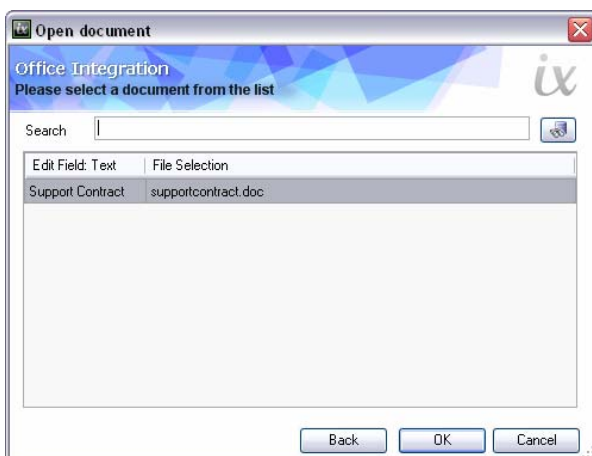 Open document
Office Integration
ix
Please select a document from the list
Search
Edit Field: Text File Selection
Support Contract supportcontract.doc
Back OK Cancel